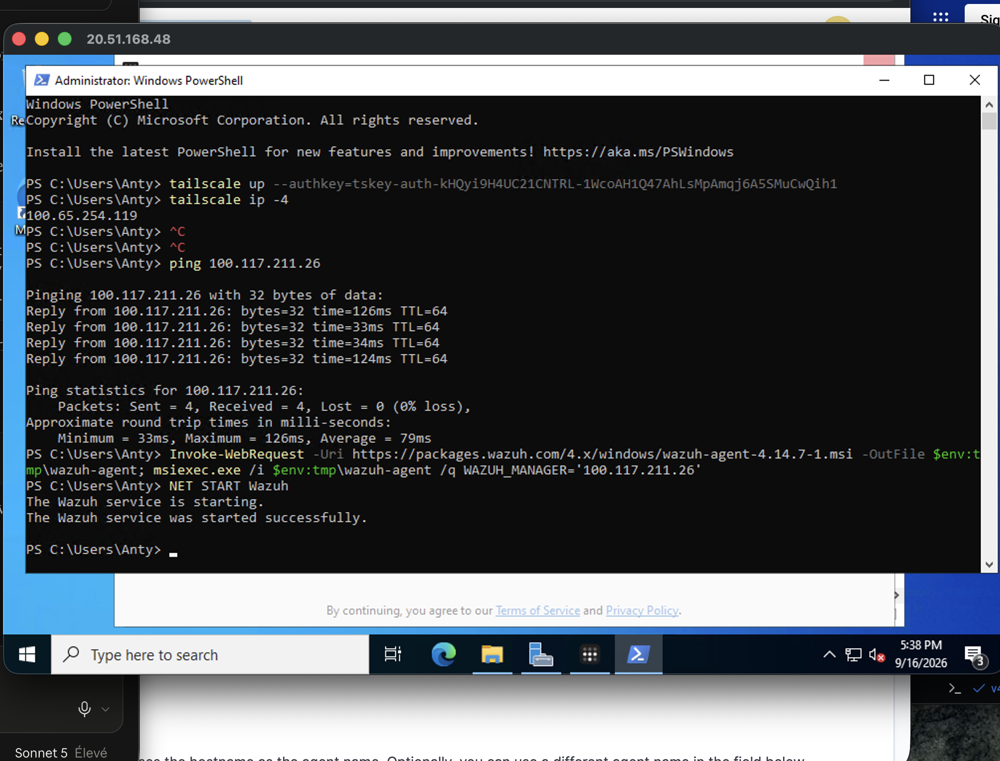 Sig
20.51.168.48
Administrator: Windows PowerShell
Windows PowerShell
Re
Copyright (C) Microsoft Corporation. All rights reserved.
Install the latest PowerShell for new features and improvements! https://aka.ms/PSWindows
PS C:\Users\Anty> tailscale up --authkey=tskey-auth-kHQyi9H4UC21CNTRL-1WcoAH1Q47AhLsMpAmqj6A5SMuCwQih1
PS C:\Users\Anty> tailscale ip -4
100.65.254.119
M
PS C:\Users\Anty> ^C
PS C:\Users\Anty> ^C
PS C:\Users\Anty> ping 100.117.211.26
Pinging 100.117.211.26 with 32 bytes of data:
Reply from 100.117.211.26: bytes=32 time=126ms TTL=64
Reply from 100.117.211.26: bytes=32 time=33ms TTL=64
Reply from 100.117.211.26: bytes=32 time=34ms TTL=64
Reply from 100.117.211.26: bytes=32 time=124ms TTL=64
Ping statistics for 100.117.211.26:
    Packets: Sent = 4, Received = 4, Lost = 0 (0% loss),
Approximate round trip times in milli-seconds:
    Minimum = 33ms, Maximum = 126ms, Average = 79ms
PS C:\Users\Anty> Invoke-WebRequest -Uri https://packages.wazuh.com/4.x/windows/wazuh-agent-4.14.7-1.msi -OutFile $env:t
mp\wazuh-agent; msiexec.exe /i $env:tmp\wazuh-agent /q WAZUH_MANAGER='100.117.211.26'
PS C:\Users\Anty> NET START Wazuh
The Wazuh service is starting.
The Wazuh service was started successfully.
PS C:\Users\Anty>
By continuing, you agree to our Terms of Service and Privacy Policy.
Type here to search
5:38 PM
9/16/2026
3
v4
Sonnet 5 Élevé
the hostname as the agent name. Optionally, you can use a different agent name in the field below